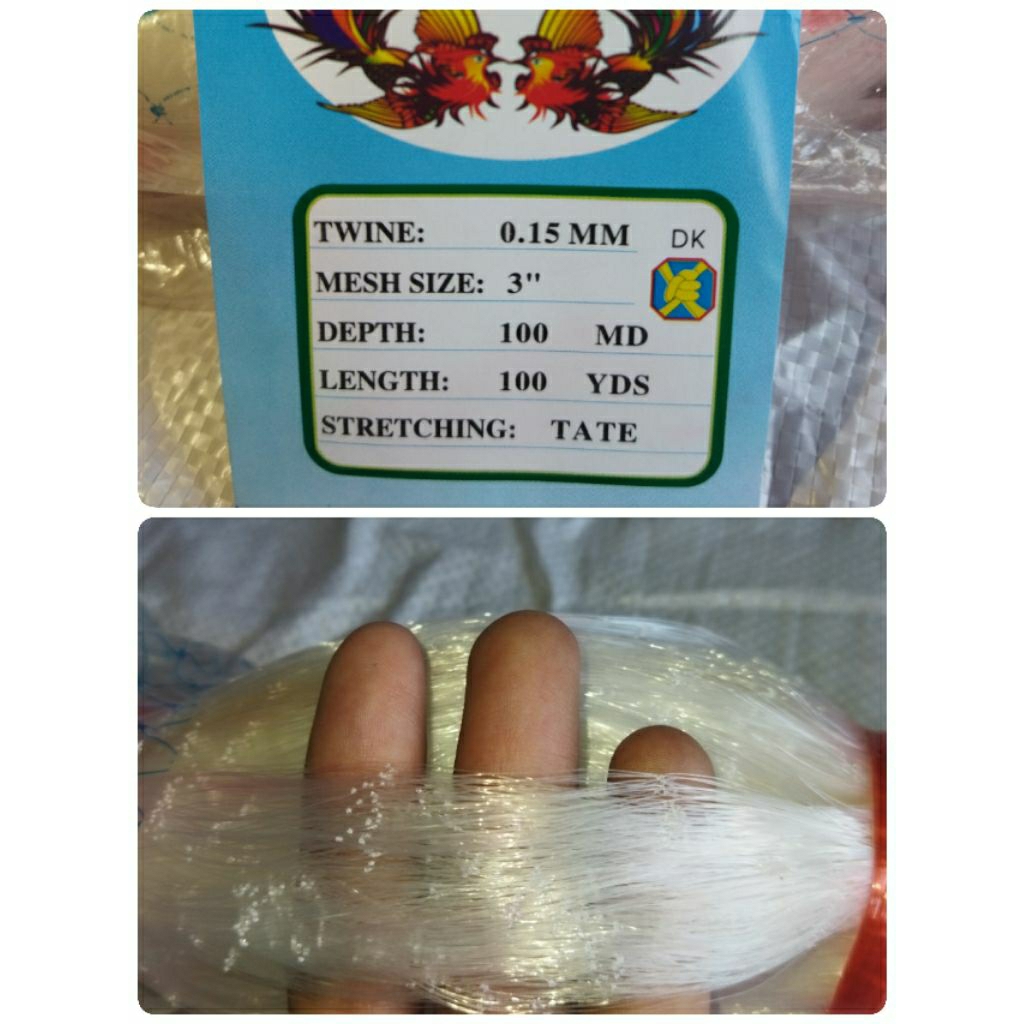 TWINE: 0.15 MM DK
MESH SIZE: 3"
DEPTH: 100 MD
LENGTH: 100 YDS
STRETCHING: TATE